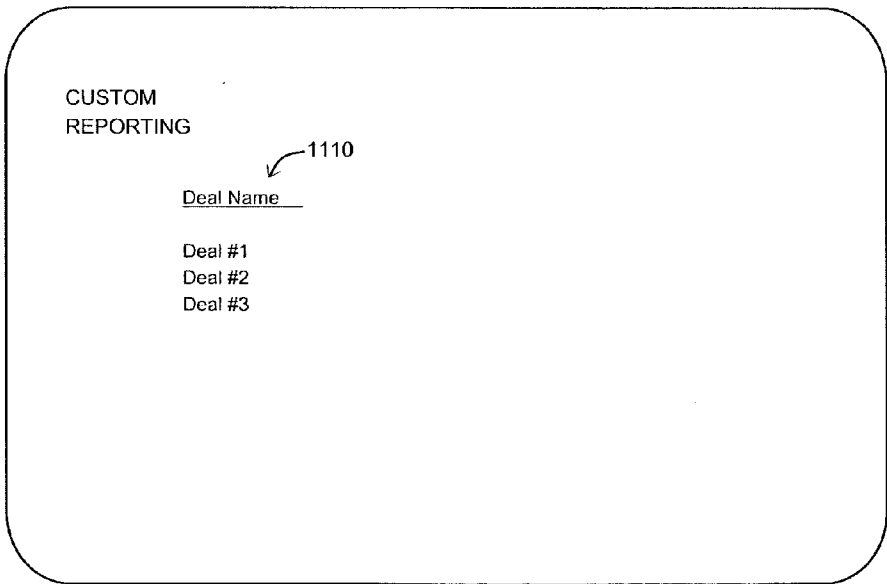 CUSTOM
REPORTING
1110
Deal Name
Deal #1
Deal #2
Deal #3